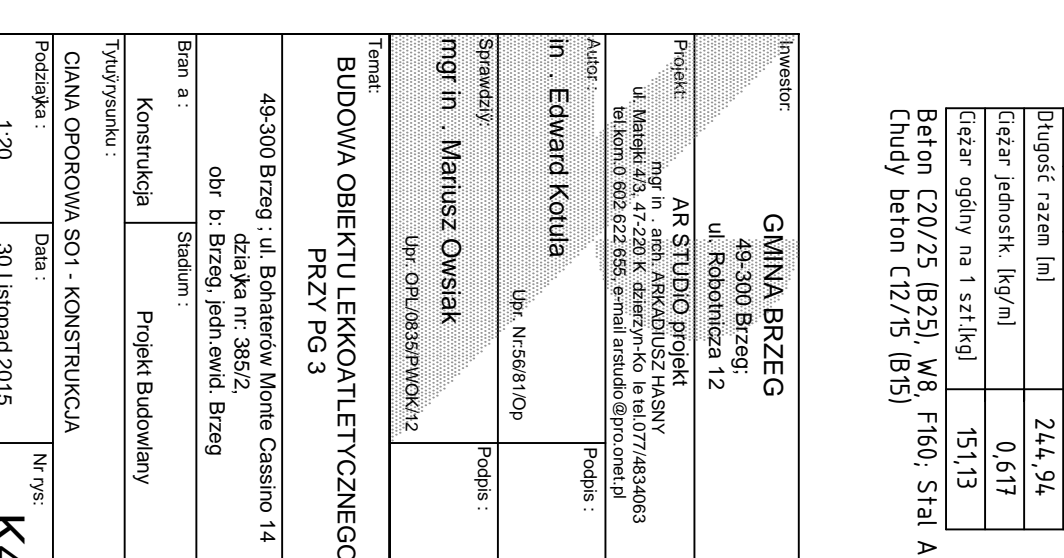 Długość razem [m] 244,94
Ciężar jednostk. [kg/m] 0,617
Ciężar ogólny na 1 szt.[kg] 151,13
Beton C20/25 (B25), W8, F160; Stal A
Chudy beton C12/15 (B15)
Inwestor:
GMINA BRZEG
49-300 Brzeg;
ul. Robotnicza 12
Projekt:
AR STUDiO projekt
mgr in . arch. ARKADIUSZ HASNY
ul. Matejki 4/3, 47-220 K dzierzyn-Ko le tel.077/4834063
tel.kom.0 602 622 655, e-mail arstudio@pro.onet.pl
Autor :
Podpis :
in . Edward Kotula
Upr. Nr:56/81/Op
Sprawdziÿ:
Podpis :
mgr in . Mariusz Owsiak
Upr. OPL/0835/PWOK/12
Temat:
BUDOWA OBIEKTU LEKKOATLETYCZNEGO
PRZY PG 3
49-300 Brzeg ; ul. Bohaterów Monte Cassino 14
dziaÿka nr: 385/2,
obr b: Brzeg, jedn.ewid. Brzeg
Bran a :
Stadium :
Konstrukcja
Projekt Budowlany
Tytuÿrysunku :
CIANA OPOROWA SO1 - KONSTRUKCJA
Podziaÿka :
Data :
Nr rys:
1:20
30 Listopad 2015